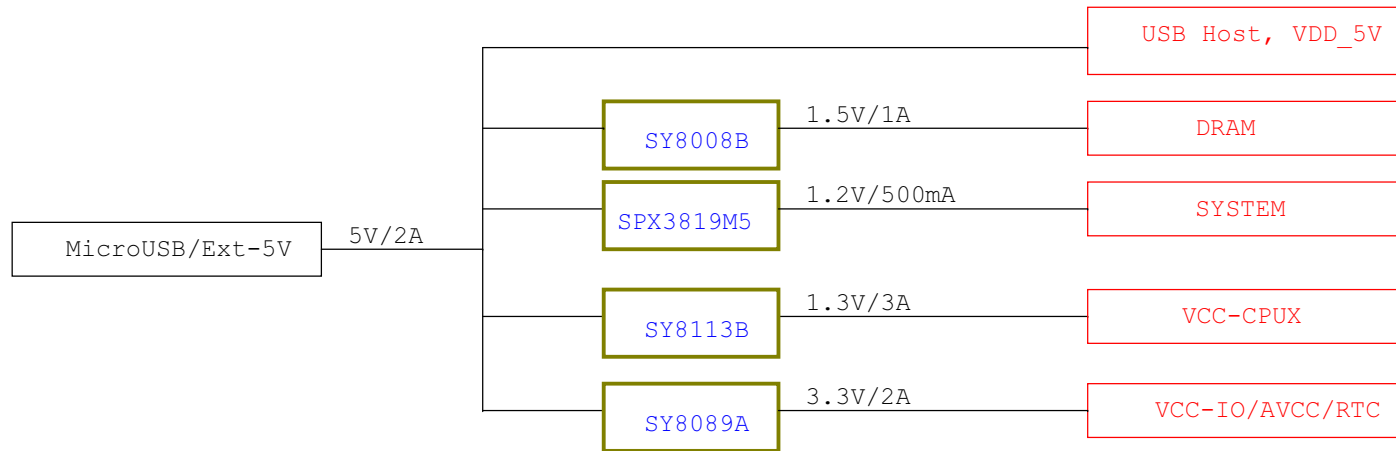 USB Host, VDD_5V
1.5V/1A
SY8008B
DRAM
1.2V/500mA
SPX3819M5
SYSTEM
MicroUSB/Ext-5V
5V/2A
1.3V/3A
SY8113B
VCC-CPUX
3.3V/2A
SY8089A
VCC-IO/AVCC/RTC